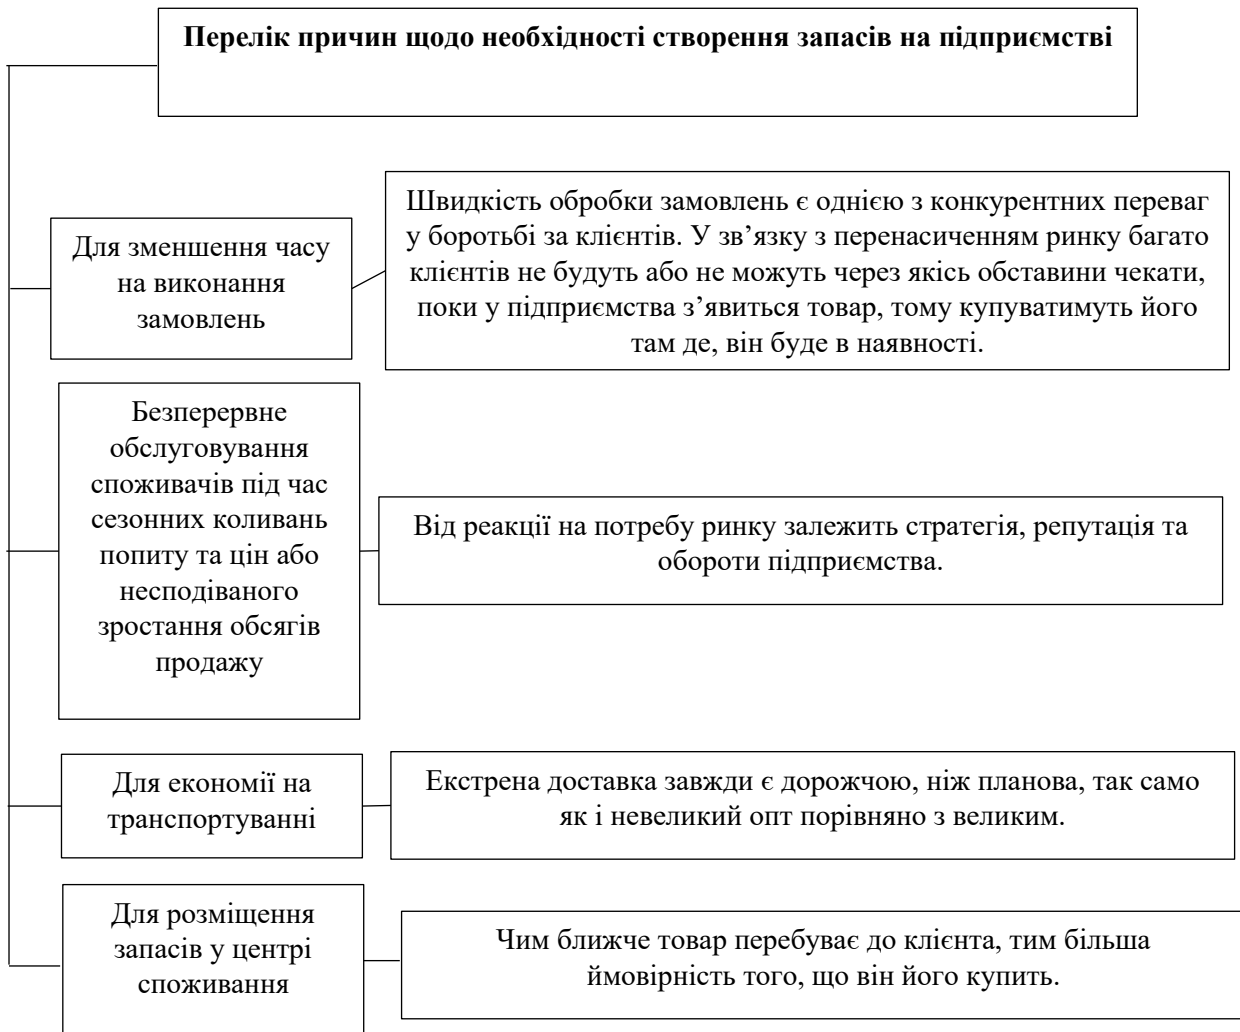 Перелік причин щодо необхідності створення запасів на підприємстві
Для зменшення часу
на виконання
замовлень
Швидкість обробки замовлень є однією з конкурентних переваг
у боротьбі за клієнтів. У зв’язку з перенасиченням ринку багато
клієнтів не будуть або не можуть через якісь обставини чекати,
поки у підприємства з’явиться товар, тому купуватимуть його
там де, він буде в наявності.
Безперервне
обслуговування
споживачів під час
сезонних коливань
попиту та цін або
несподіваного
зростання обсягів
продажу
Від реакції на потребу ринку залежить стратегія, репутація та
обороти підприємства.
Для економії на
транспортуванні
Екстрена доставка завжди є дорожчою, ніж планова, так само
як і невеликий опт порівняно з великим.
Для розміщення
запасів у центрі
споживання
Чим ближче товар перебуває до клієнта, тим більша
ймовірність того, що він його купить.